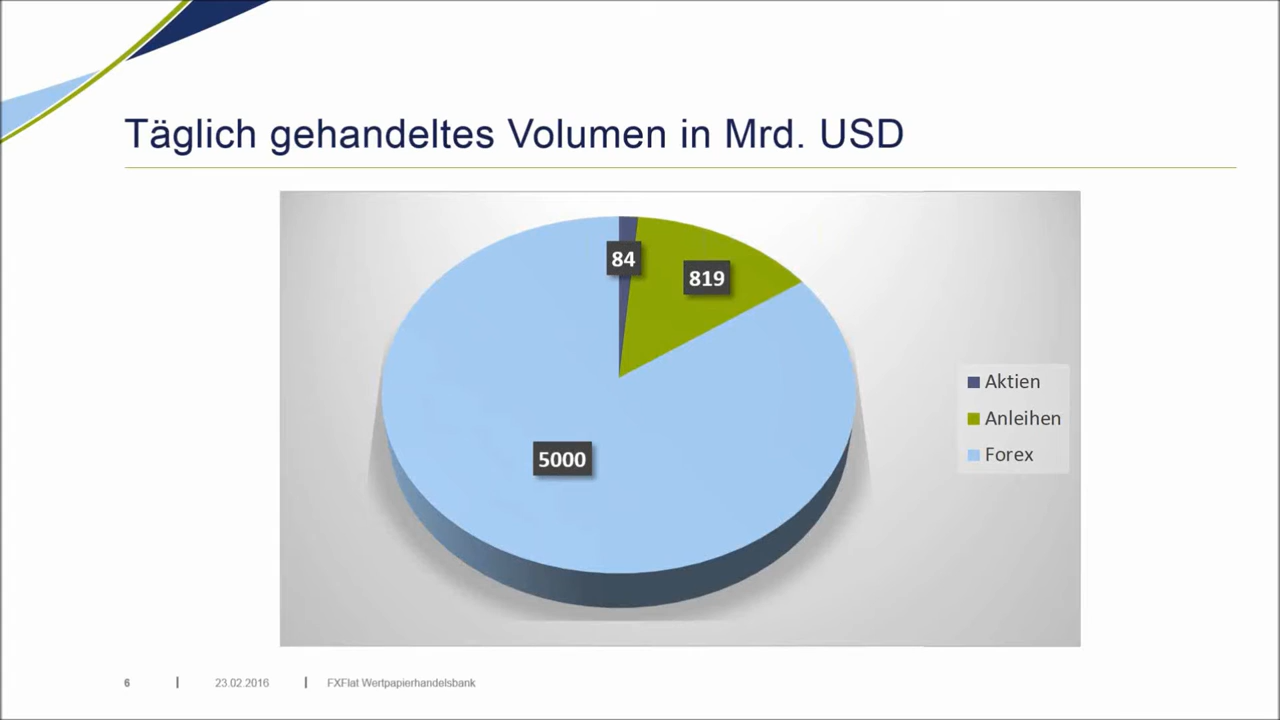 Täglich gehandeltes Volumen in Mrd. USD
84
819
5000
Aktien
Anleihen
Forex
6 | 23.02.2016 | FXFlat Wertpapierhandelsbank